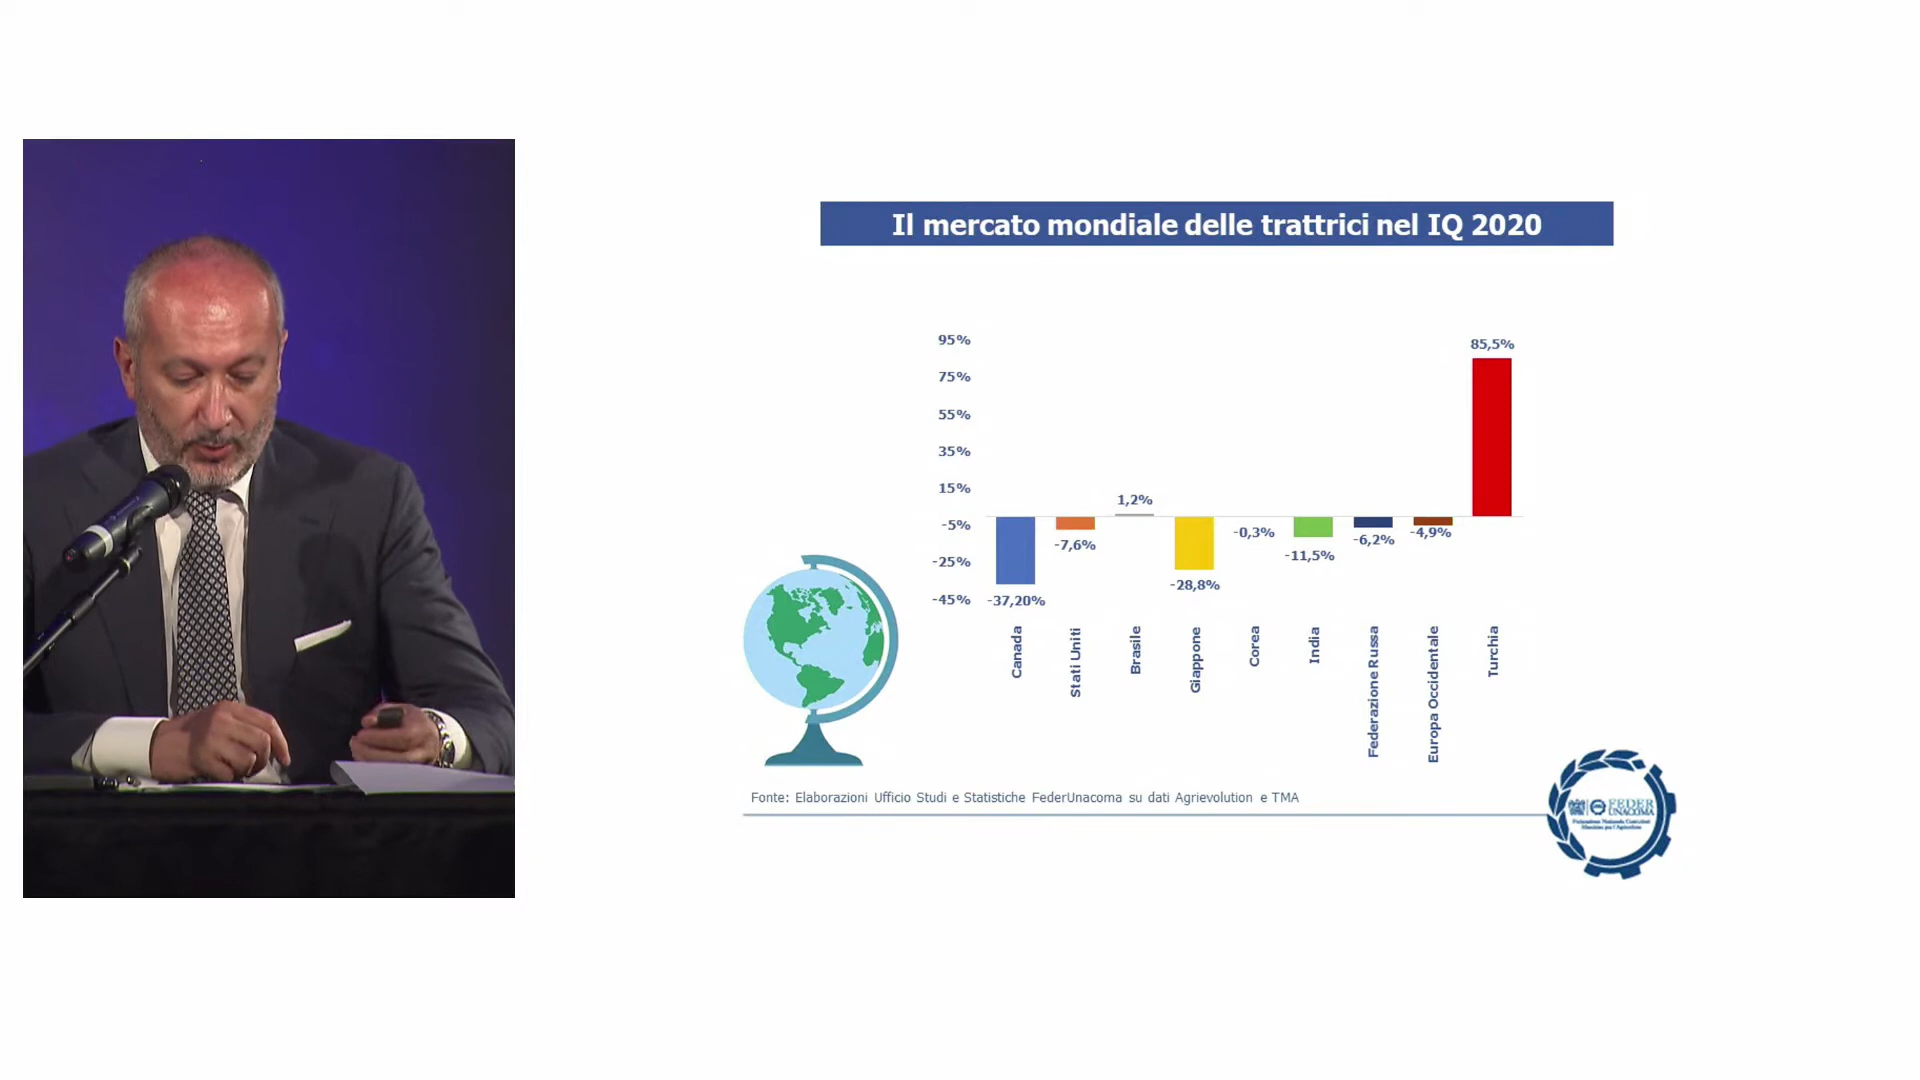 Il mercato mondiale delle trattrici nel IQ 2020
95%
75%
55%
35%
15%
-5%
-25%
-45%
-37,20%
-7,6%
1,2%
-28,8%
-0,3%
-11,5%
-6,2%
-4,9%
85,5%
Canada
Stati Uniti
Brasile
Giappone
Corea
India
Federazione Russa
Europa Occidentale
Turchia
Fonte: Elaborazioni Ufficio Studi e Statistiche FederUnacoma su dati Agrievolution e TMA
FEDER
UNACOMA